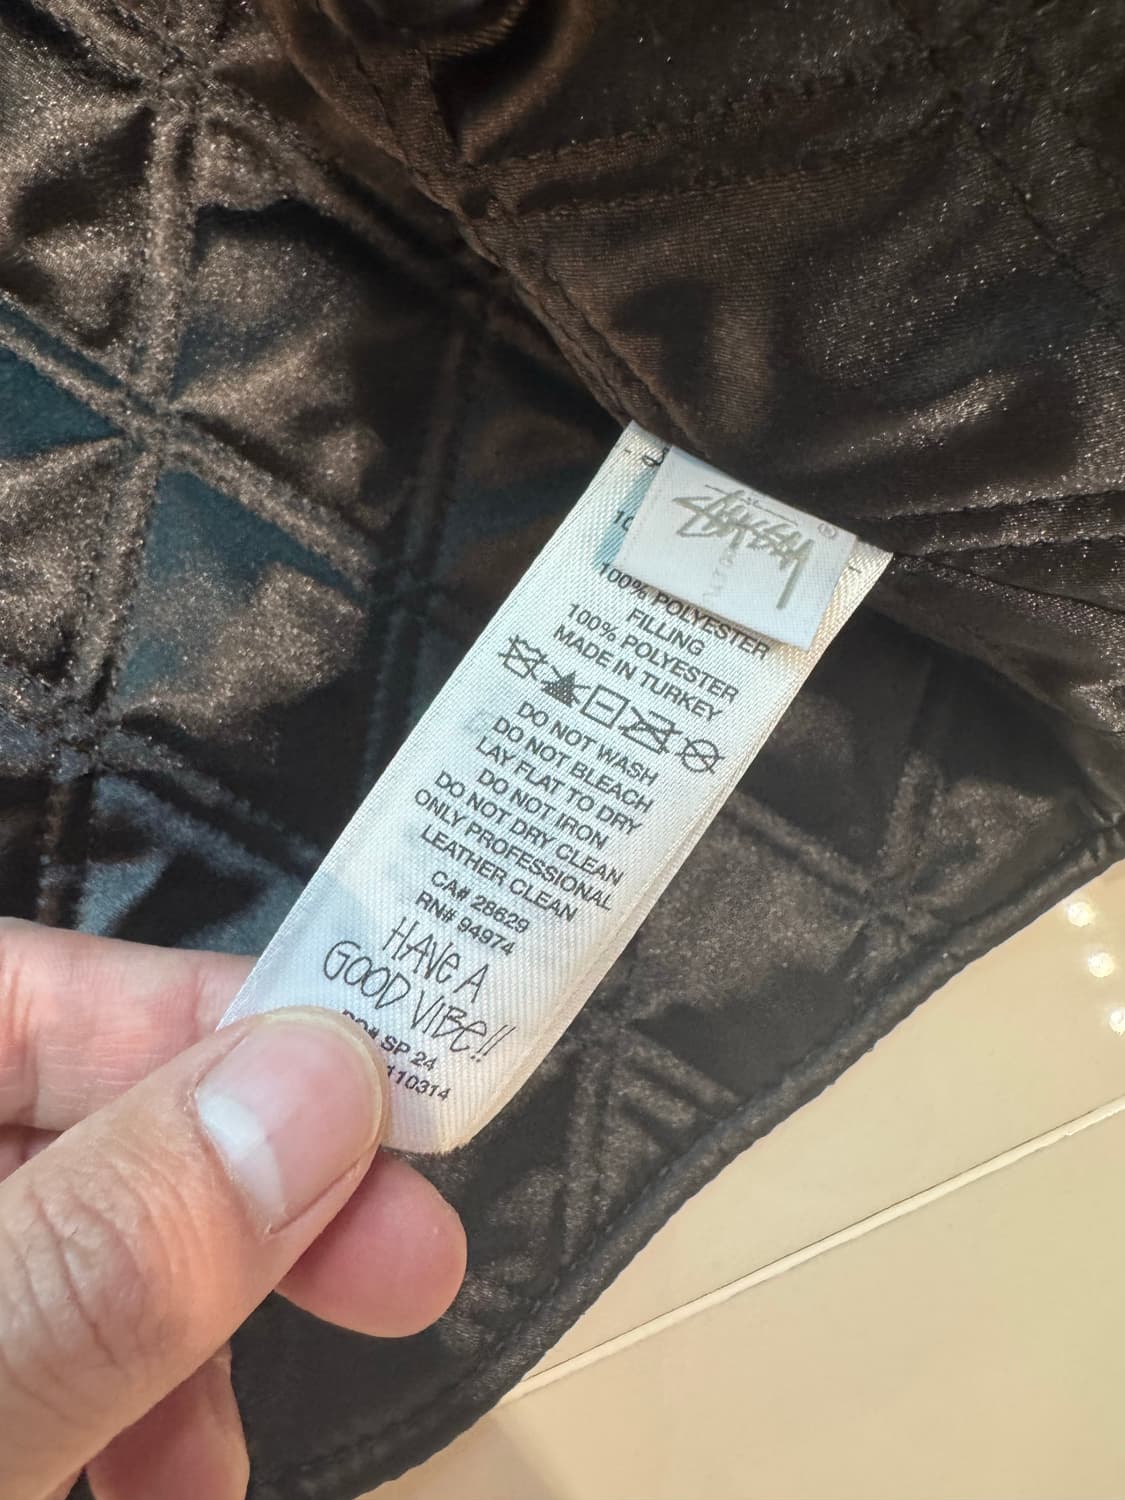 STÜSSY
100% POLYESTER
FILLING
100% POLYESTER
MADE IN TURKEY
DO NOT WASH
DO NOT BLEACH
LAY FLAT TO DRY
DO NOT IRON
DO NOT DRY CLEAN
ONLY PROFESSIONAL
LEATHER CLEAN
CA# 28629
RN# 94974
HAVE A
GOOD VIBE!!
SP 24